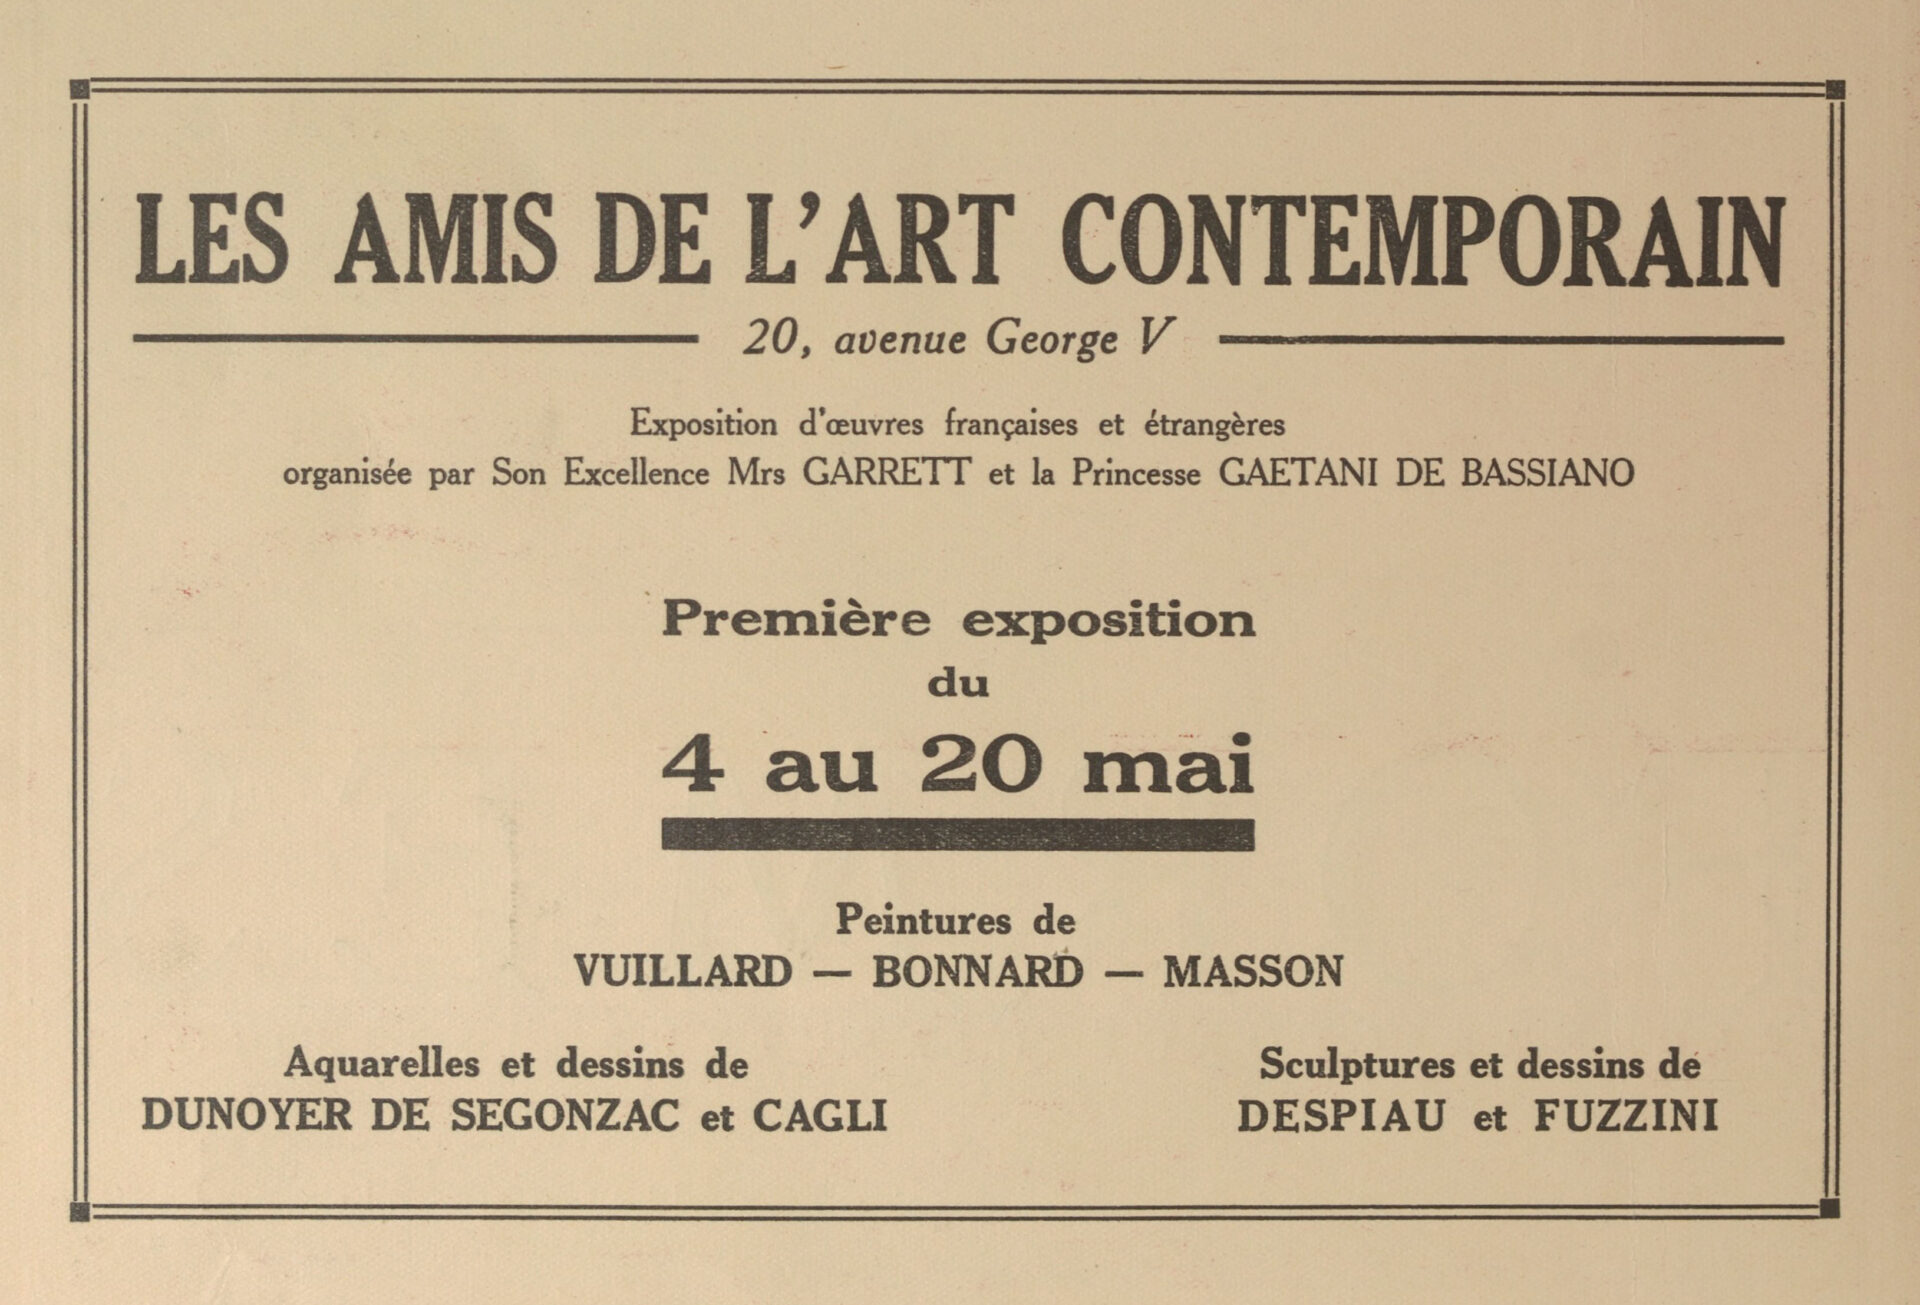 LES AMIS DE L'ART CONTEMPORAIN
20, avenue George V
Exposition d'œuvres françaises et étrangères
organisée par Son Excellence Mrs GARRETT et la Princesse GAETANI DE BASSIANO
Première exposition
du
4 au 20 mai
Peintures de
VUILLARD — BONNARD — MASSON
Aquarelles et dessins de
DUNOYER DE SEGONZAC et CAGLI
Sculptures et dessins de
DESPIAU et FUZZINI